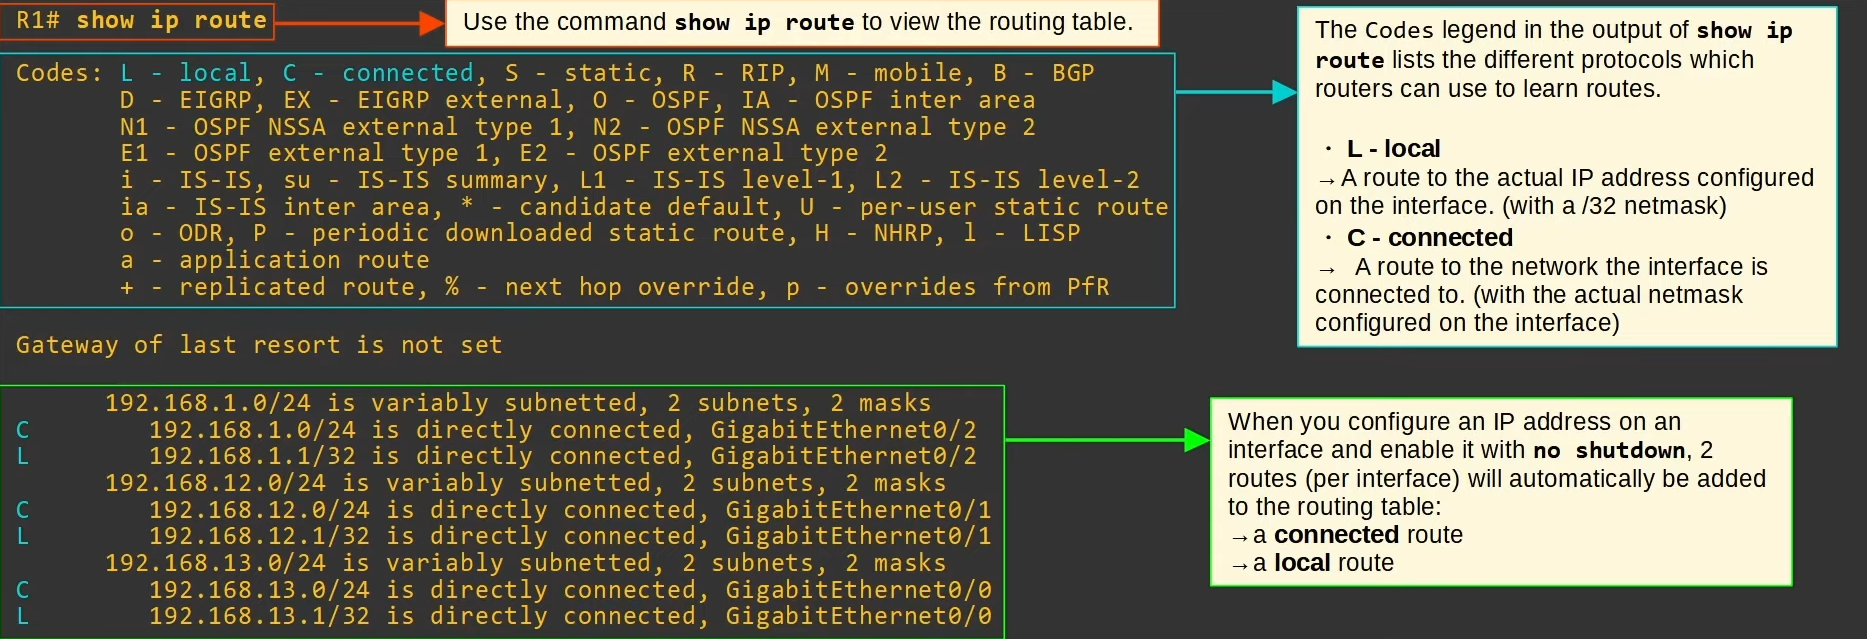 R1# show ip route
Use the command show ip route to view the routing table.
Codes: L - local, C - connected, S - static, R - RIP, M - mobile, B - BGP
D - EIGRP, EX - EIGRP external, O - OSPF, IA - OSPF inter area
N1 - OSPF NSSA external type 1, N2 - OSPF NSSA external type 2
E1 - OSPF external type 1, E2 - OSPF external type 2
i - IS-IS, su - IS-IS summary, L1 - IS-IS level-1, L2 - IS-IS level-2
ia - IS-IS inter area, * - candidate default, U - per-user static route
o - ODR, P - periodic downloaded static route, H - NHRP, l - LISP
a - application route
+ - replicated route, % - next hop override, p - overrides from PfR
The Codes legend in the output of show ip
route lists the different protocols which
routers can use to learn routes.
· L - local
→A route to the actual IP address configured
on the interface. (with a /32 netmask)
· C - connected
→ A route to the network the interface is
connected to. (with the actual netmask
configured on the interface)
Gateway of last resort is not set
192.168.1.0/24 is variably subnetted, 2 subnets, 2 masks
C 192.168.1.0/24 is directly connected, GigabitEthernet0/2
L 192.168.1.1/32 is directly connected, GigabitEthernet0/2
192.168.12.0/24 is variably subnetted, 2 subnets, 2 masks
C 192.168.12.0/24 is directly connected, GigabitEthernet0/1
L 192.168.12.1/32 is directly connected, GigabitEthernet0/1
192.168.13.0/24 is variably subnetted, 2 subnets, 2 masks
C 192.168.13.0/24 is directly connected, GigabitEthernet0/0
L 192.168.13.1/32 is directly connected, GigabitEthernet0/0
When you configure an IP address on an
interface and enable it with no shutdown, 2
routes (per interface) will automatically be added
to the routing table:
→a connected route
→a local route